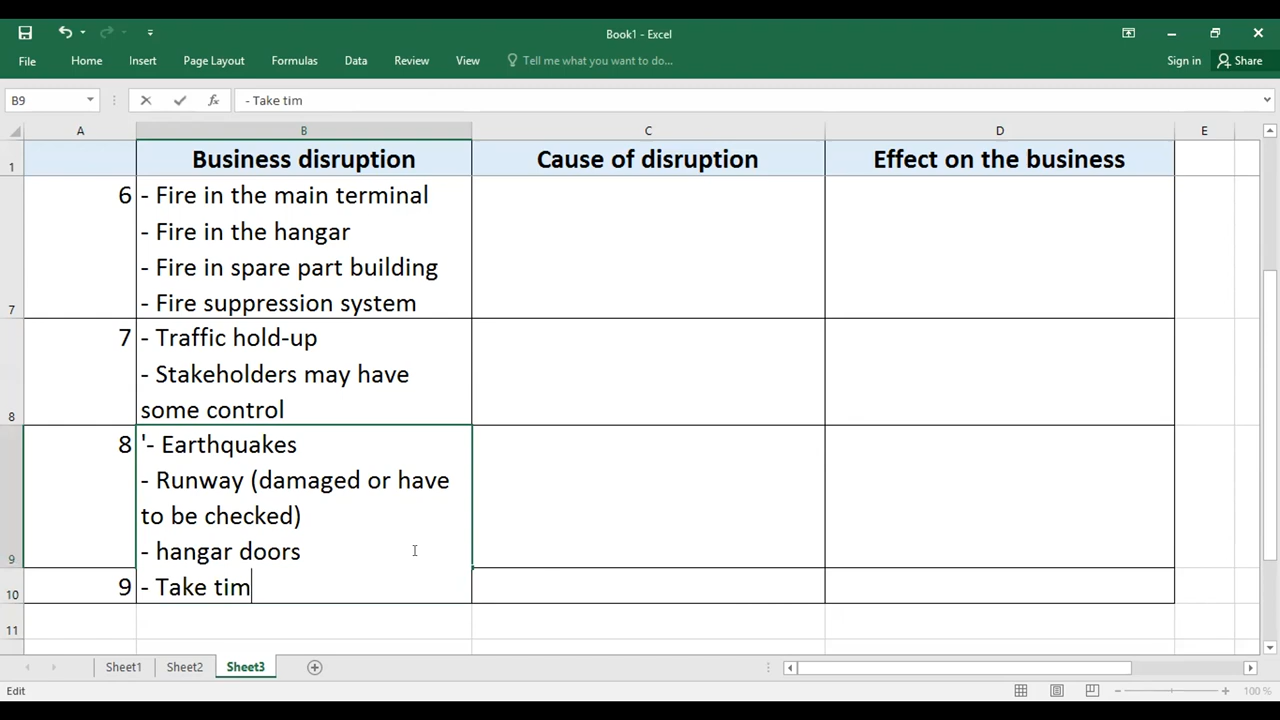 Book1 - Excel
File Home Insert Page Layout Formulas Data Review View Tell me what you want to do... Sign in Share
B9 fx - Take tim
A B C D E
1 Business disruption Cause of disruption Effect on the business
6 - Fire in the main terminal
- Fire in the hangar
- Fire in spare part building
7 - Fire suppression system
7 - Traffic hold-up
- Stakeholders may have
8 some control
8 '- Earthquakes
- Runway (damaged or have
to be checked)
9 - hangar doors
10 9 - Take tim
11
Sheet1 Sheet2 Sheet3
Edit 100 %